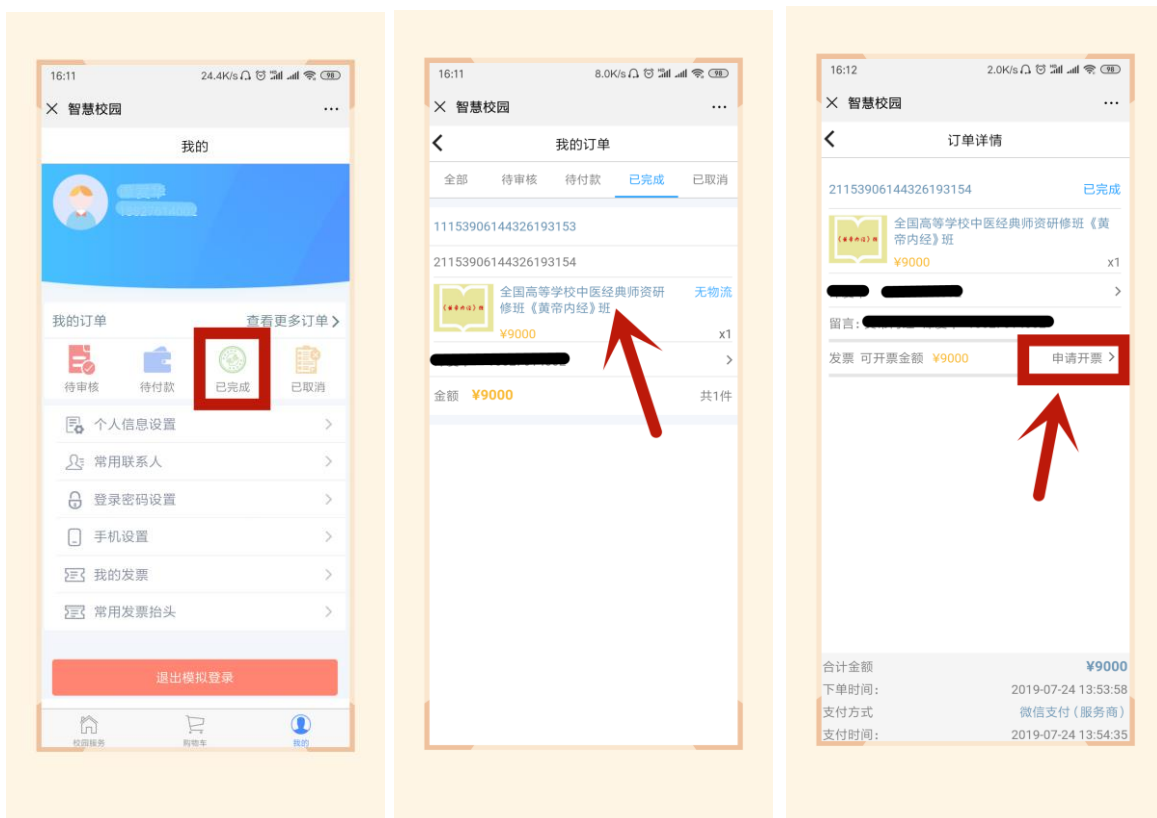 16:11
24.4K/s
98
智慧校园
我的
我的订单
查看更多订单
待审核
待付款
已完成
已取消
个人信息设置
常用联系人
登录密码设置
手机设置
我的发票
常用发票抬头
退出模拟登录
校园服务
购物车
我的
16:11
8.0K/s
98
智慧校园
我的订单
全部
待审核
待付款
已完成
已取消
11153906144326193153
21153906144326193154
全国高等学校中医经典师资研
修班《黄帝内经》班
无物流
¥9000
x1
金额 ¥9000
共1件
16:12
2.0K/s
98
智慧校园
订单详情
21153906144326193154
已完成
全国高等学校中医经典师资研修班《黄
帝内经》班
¥9000
x1
留言:
发票 可开票金额 ¥9000
申请开票
合计金额
¥9000
下单时间:
2019-07-24 13:53:58
支付方式
微信支付(服务商)
支付时间:
2019-07-24 13:54:35